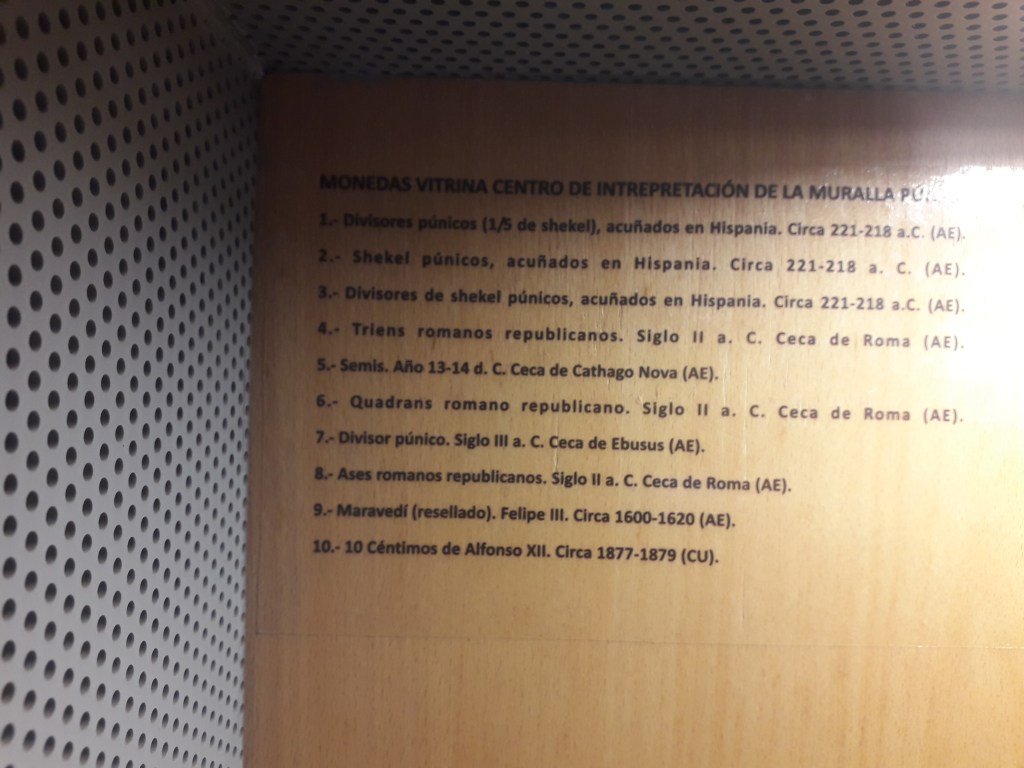 MONEDAS VITRINA CENTRO DE INTREPRETACIÓN DE LA MURALLA
1.- Divisores púnicos (1/5 de shekel), acuñados en Hispania. Circa 221-218 a.C. (AE).
2.- Shekel púnicos, acuñados en Hispania. Circa 221-218 a. C. (AE).
3.- Divisores de shekel púnicos, acuñados en Hispania. Circa 221-218 a.C. (AE).
4.- Triens romanos republicanos. Siglo II a. C. Ceca de Roma (AE).
5.- Semis. Año 13-14 d. C. Ceca de Cathago Nova (AE).
6.- Quadrans romano republicano. Siglo II a. C. Ceca de Roma (AE).
7.- Divisor púnico. Siglo III a. C. Ceca de Ebusus (AE).
8.- Ases romanos republicanos. Siglo II a. C. Ceca de Roma (AE).
9.- Maravedí (resellado). Felipe III. Circa 1600-1620 (AE).
10.- 10 Céntimos de Alfonso XII. Circa 1877-1879 (CU).